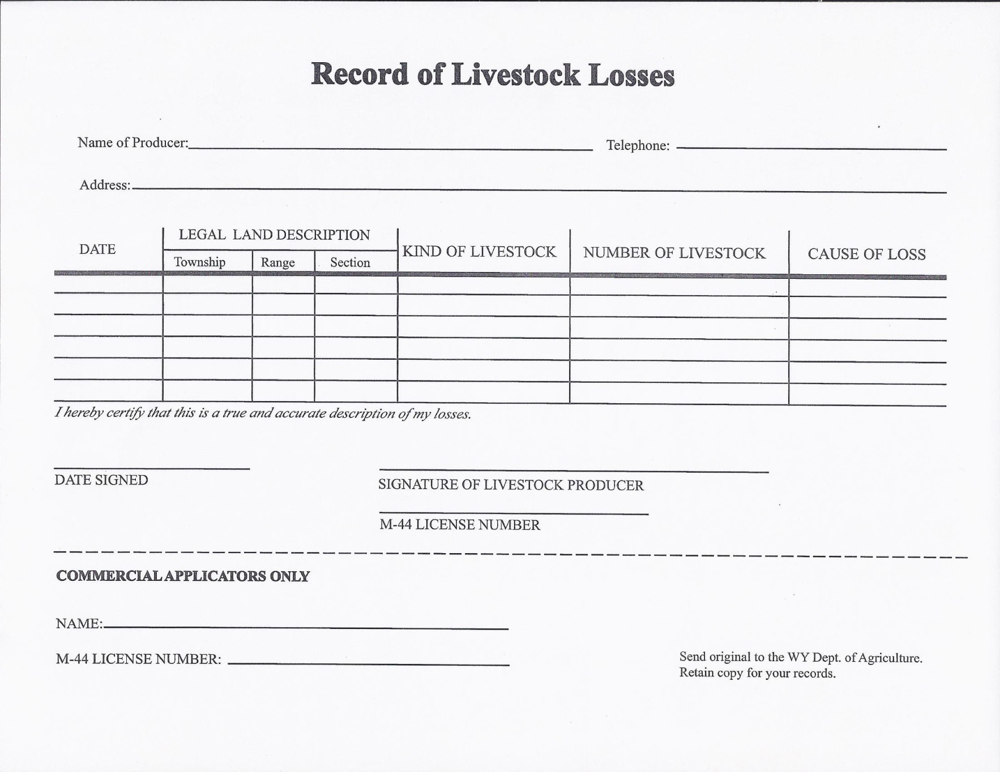 Record of Livestock Losses
Name of Producer: Telephone:
Address:
DATE LEGAL LAND DESCRIPTION KIND OF LIVESTOCK NUMBER OF LIVESTOCK CAUSE OF LOSS
Township Range Section
I hereby certify that this is a true and accurate description of my losses.
DATE SIGNED SIGNATURE OF LIVESTOCK PRODUCER
M-44 LICENSE NUMBER
COMMERCIAL APPLICATORS ONLY
NAME:
M-44 LICENSE NUMBER:
Send original to the WY Dept. of Agriculture.
Retain copy for your records.